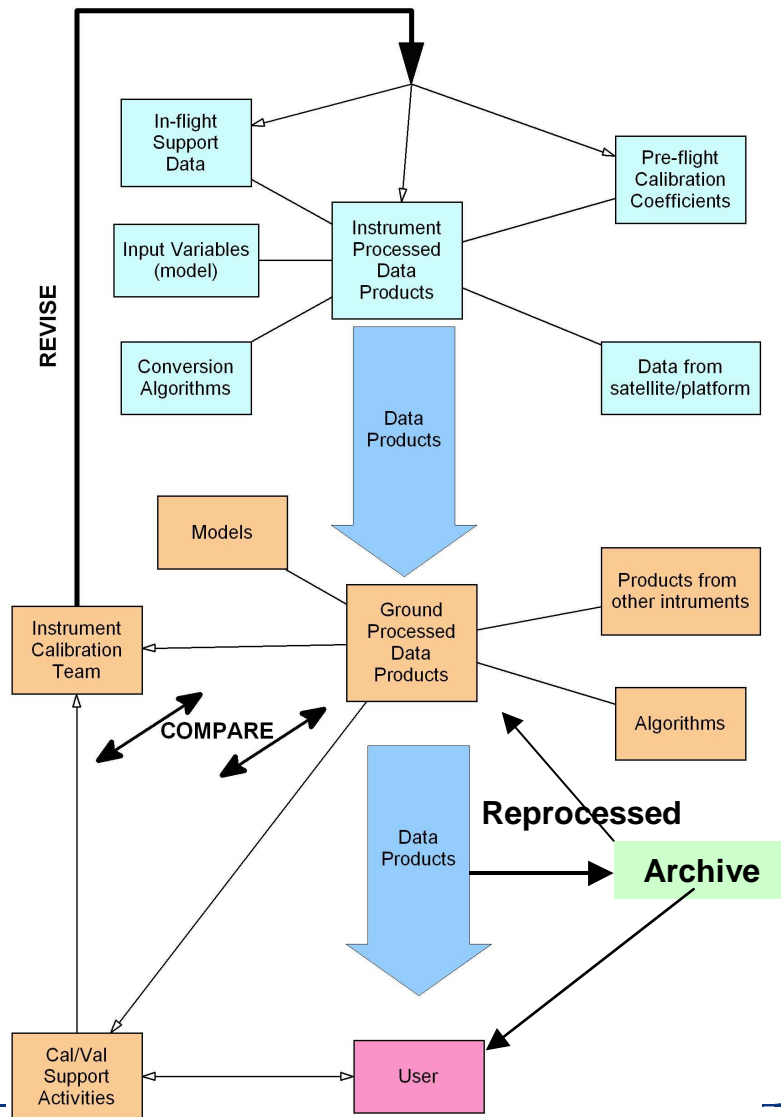 In-flight
Support
Data
Pre-flight
Calibration
Coefficients
Instrument
Processed
Data
Products
Input Variables
(model)
REVISE
Conversion
Algorithms
Data from
satellite/platform
Data
Products
Models
Products from
other intruments
Ground
Processed
Data
Products
Instrument
Calibration
Team
Algorithms
COMPARE
Reprocessed
Data
Products
Archive
Cal/Val
Support
Activities
User